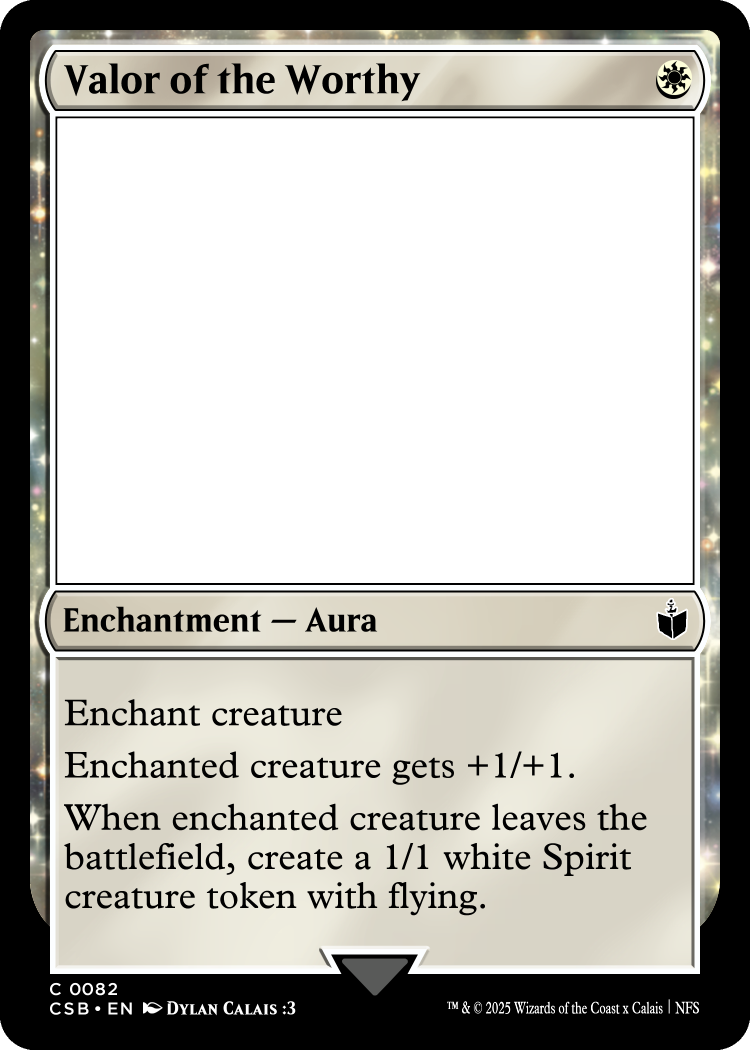 Valor of the Worthy
Enchantment — Aura
Enchant creature
Enchanted creature gets +1/+1.
When enchanted creature leaves the
battlefield, create a 1/1 white Spirit
creature token with flying.
C 0082
CSB • EN Dylan Calais :3
™ & © 2025 Wizards of the Coast x Calais | NFS